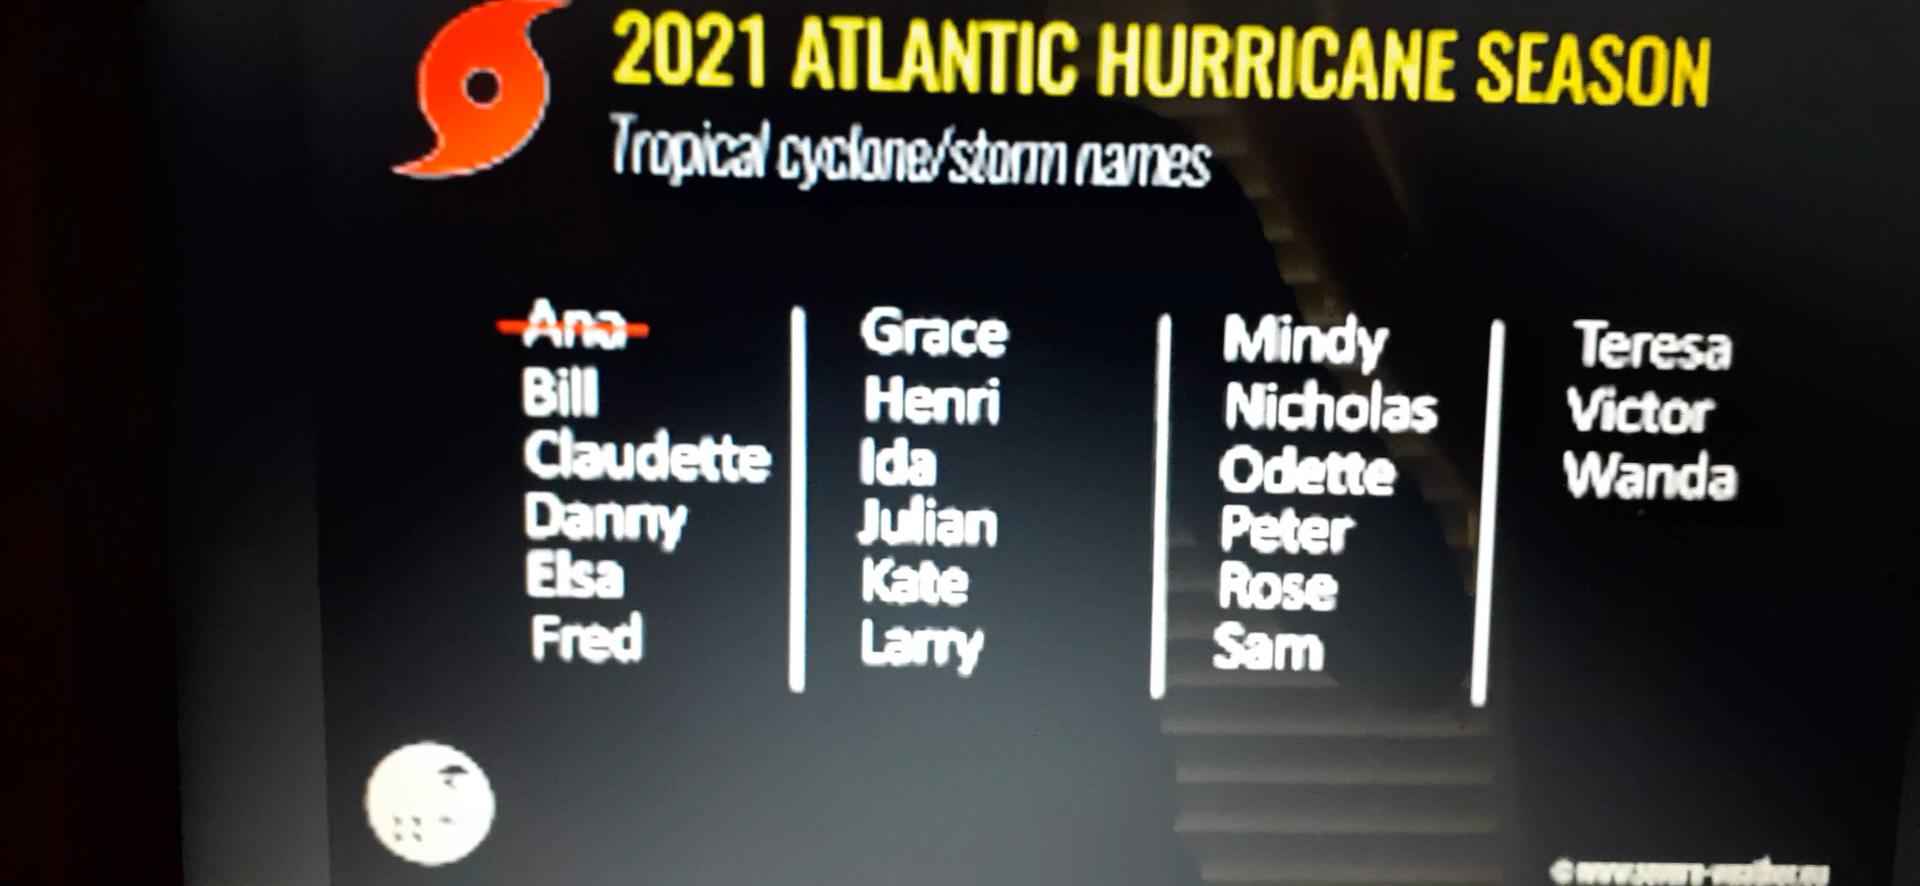 2021 ATLANTIC HURRICANE SEASON
Tropical cyclone/storm names
Ana
Bill
Claudette
Danny
Elsa
Fred
Grace
Henri
Ida
Julian
Kate
Larry
Mindy
Nicholas
Odette
Peter
Rose
Sam
Teresa
Victor
Wanda